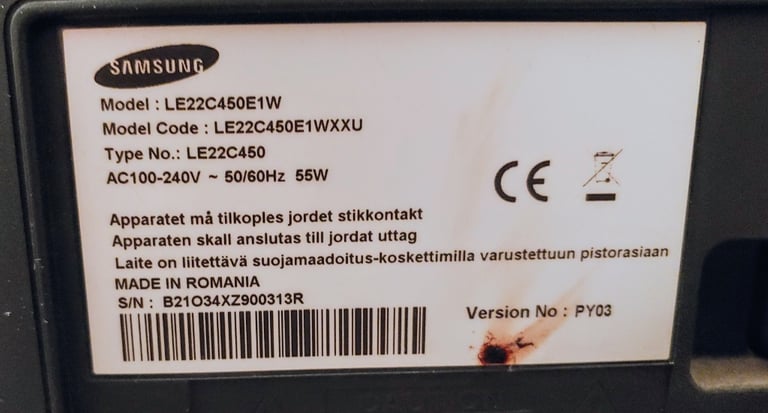 SAMSUNG
Model : LE22C450E1W
Model Code : LE22C450E1WXXU
Type No.: LE22C450
AC100-240V ~ 50/60Hz 55W
CE
Apparatet må tilkoples jordet stikkontakt
Apparaten skall anslutas till jordat uttag
Laite on liitettävä suojamaadoitus-koskettimilla varustettuun pistorasiaan
MADE IN ROMANIA
S/N : B21O34XZ900313R
Version No : PY03